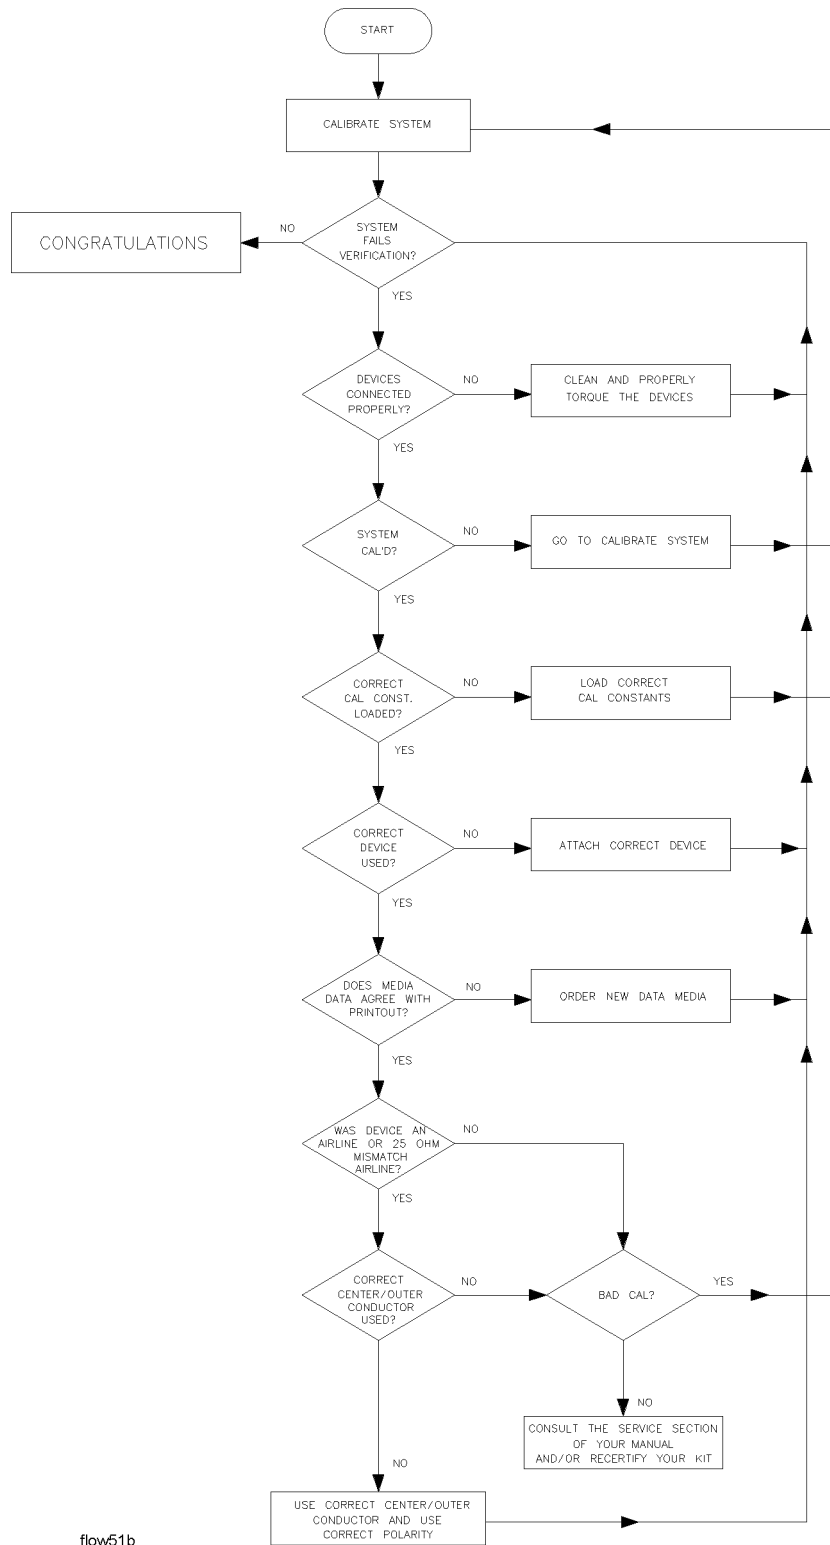 START
CALIBRATE SYSTEM
SYSTEM
FAILS
VERIFICATION?
NO
CONGRATULATIONS
YES
DEVICES
CONNECTED
PROPERLY?
NO
CLEAN AND PROPERLY
TORQUE THE DEVICES
YES
SYSTEM
CAL'D?
NO
GO TO CALIBRATE SYSTEM
YES
CORRECT
CAL CONST.
LOADED?
NO
LOAD CORRECT
CAL CONSTANTS
YES
CORRECT
DEVICE
USED?
NO
ATTACH CORRECT DEVICE
YES
DOES MEDIA
DATA AGREE WITH
PRINTOUT?
NO
ORDER NEW DATA MEDIA
YES
WAS DEVICE AN
AIRLINE OR 25 OHM
MISMATCH
AIRLINE?
NO
YES
CORRECT
CENTER/OUTER
CONDUCTOR
USED?
NO
BAD CAL?
YES
NO
CONSULT THE SERVICE SECTION
OF YOUR MANUAL
AND/OR RECERTIFY YOUR KIT
NO
USE CORRECT CENTER/OUTER
CONDUCTOR AND USE
CORRECT POLARITY
flow51b